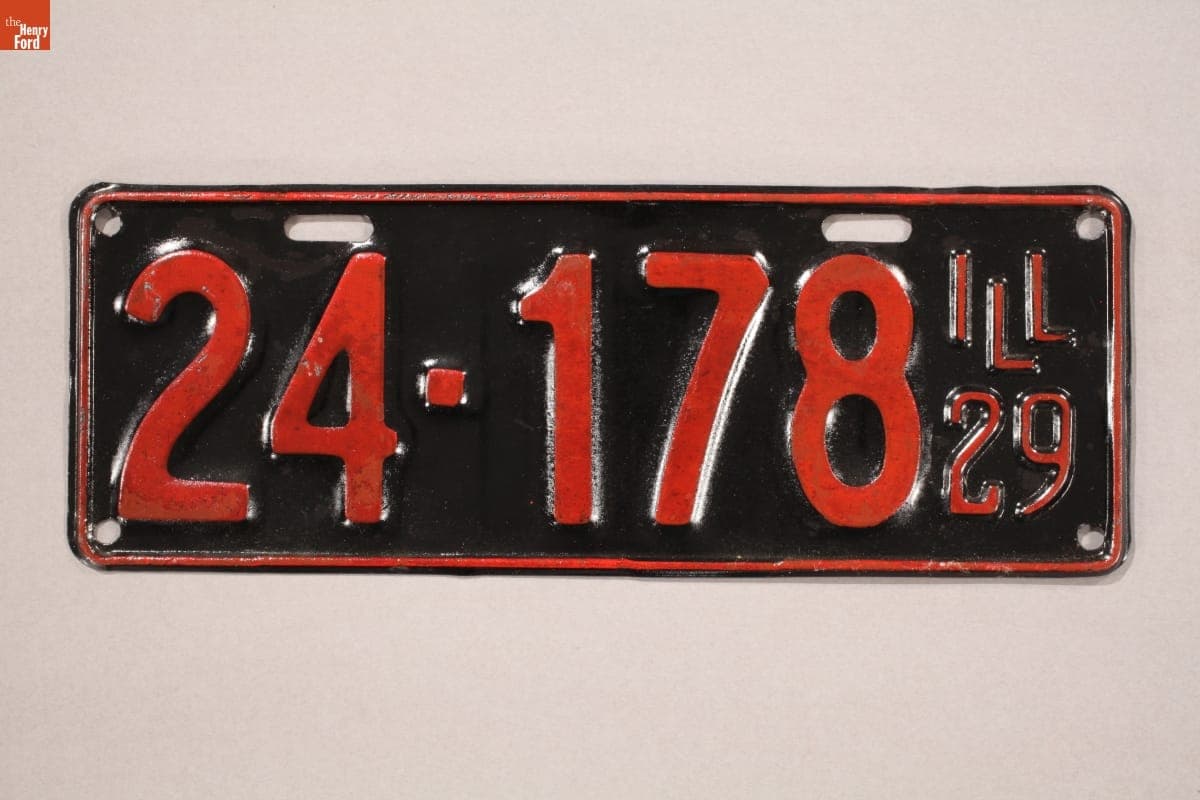 the
Henry
Ford
24-178
ILL
29